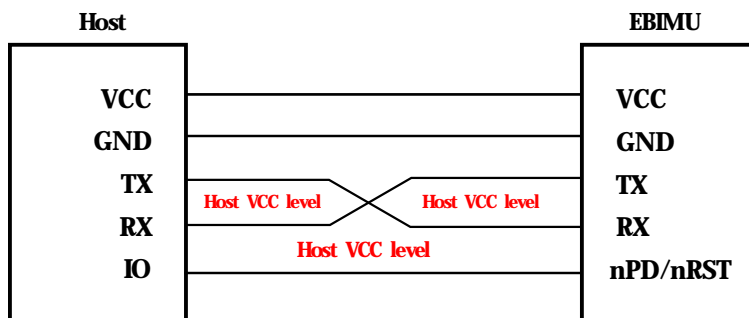 Host EBIMU
VCC VCC
GND GND
TX Host VCC level Host VCC level TX
RX RX
Host VCC level
IO nPD/nRST